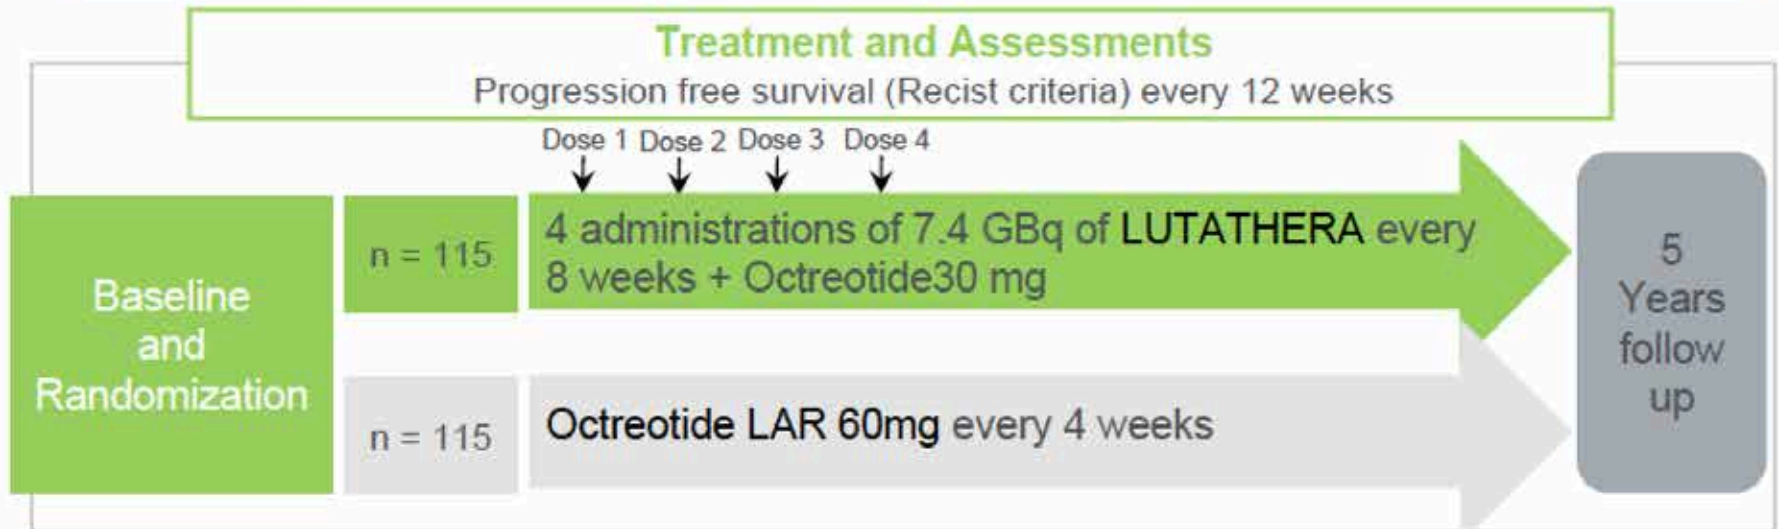 Treatment and Assessments
Progression free survival (Recist criteria) every 12 weeks
Dose 1 Dose 2 Dose 3 Dose 4
Baseline
and
Randomization
n = 115
4 administrations of 7.4 GBq of LUTATHERA every
8 weeks + Octreotide30 mg
n = 115
Octreotide LAR 60mg every 4 weeks
5
Years
follow
up